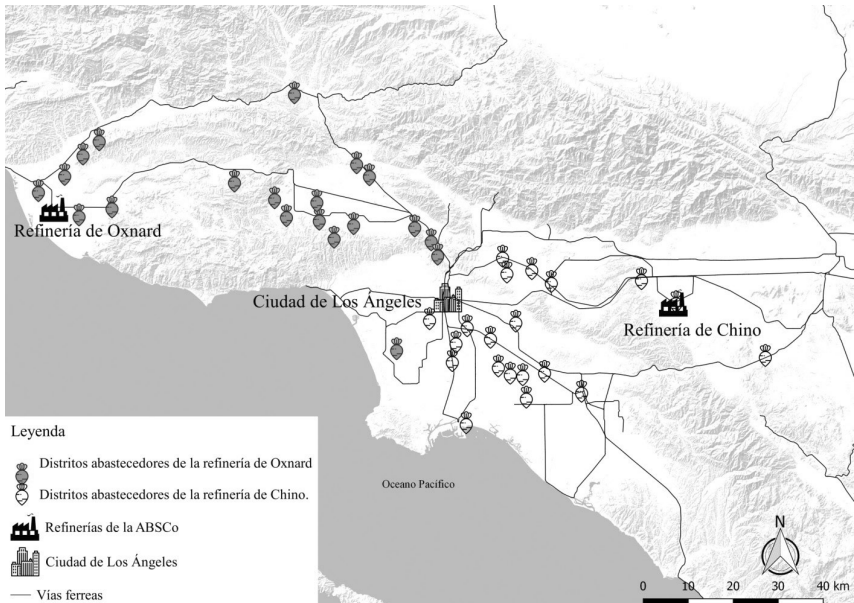 Refinería de Oxnard
Ciudad de Los Ángeles
Refinería de Chino
Leyenda
Distritos abastecedores de la refinería de Oxnard
Distritos abastecedores de la refinería de Chino.
Refinerías de la ABSCo
Ciudad de Los Ángeles
Vías ferreas
Oceano Pacífico
N
0 10 20 30 40 km